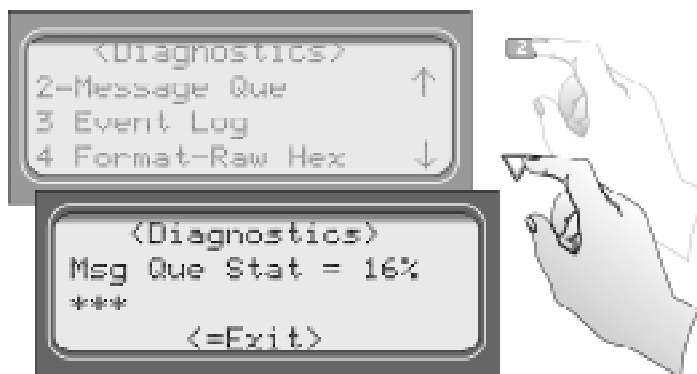 <Diagnostics>
2-Message Que ↑
3 Event Log
4 Format-Raw Hex ↓
2
<Diagnostics>
Msg Que Stat = 16%
***
<=Exit>